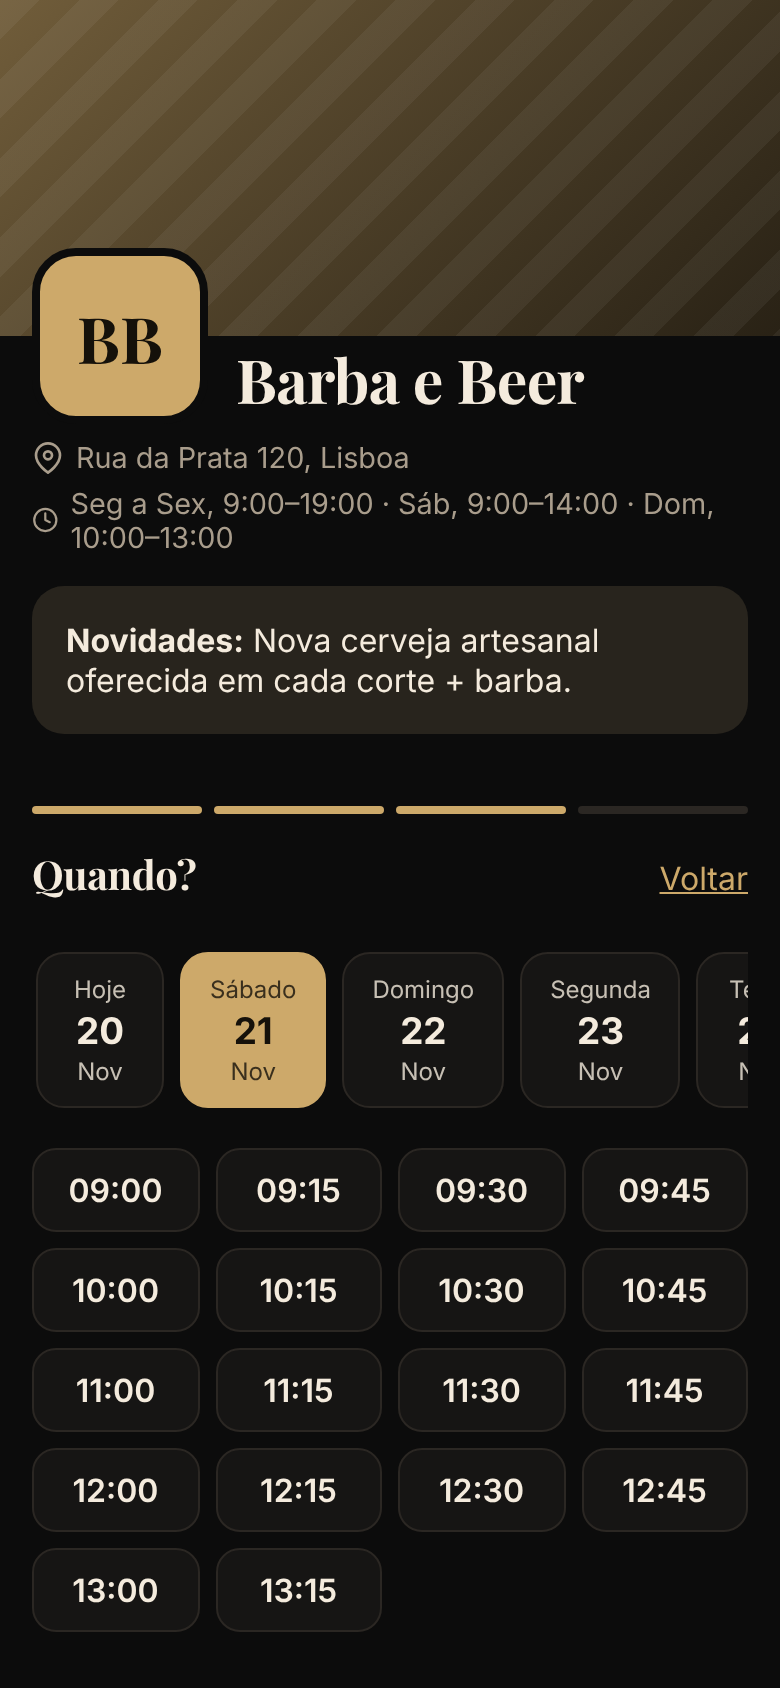 BB
Barba e Beer
Rua da Prata 120, Lisboa
Seg a Sex, 9:00–19:00 · Sáb, 9:00–14:00 · Dom,
10:00–13:00
Novidades: Nova cerveja artesanal
oferecida em cada corte + barba.
Quando?
Voltar
Hoje
20
Nov
Sábado
21
Nov
Domingo
22
Nov
Segunda
23
Nov
09:00 09:15 09:30 09:45
10:00 10:15 10:30 10:45
11:00 11:15 11:30 11:45
12:00 12:15 12:30 12:45
13:00 13:15